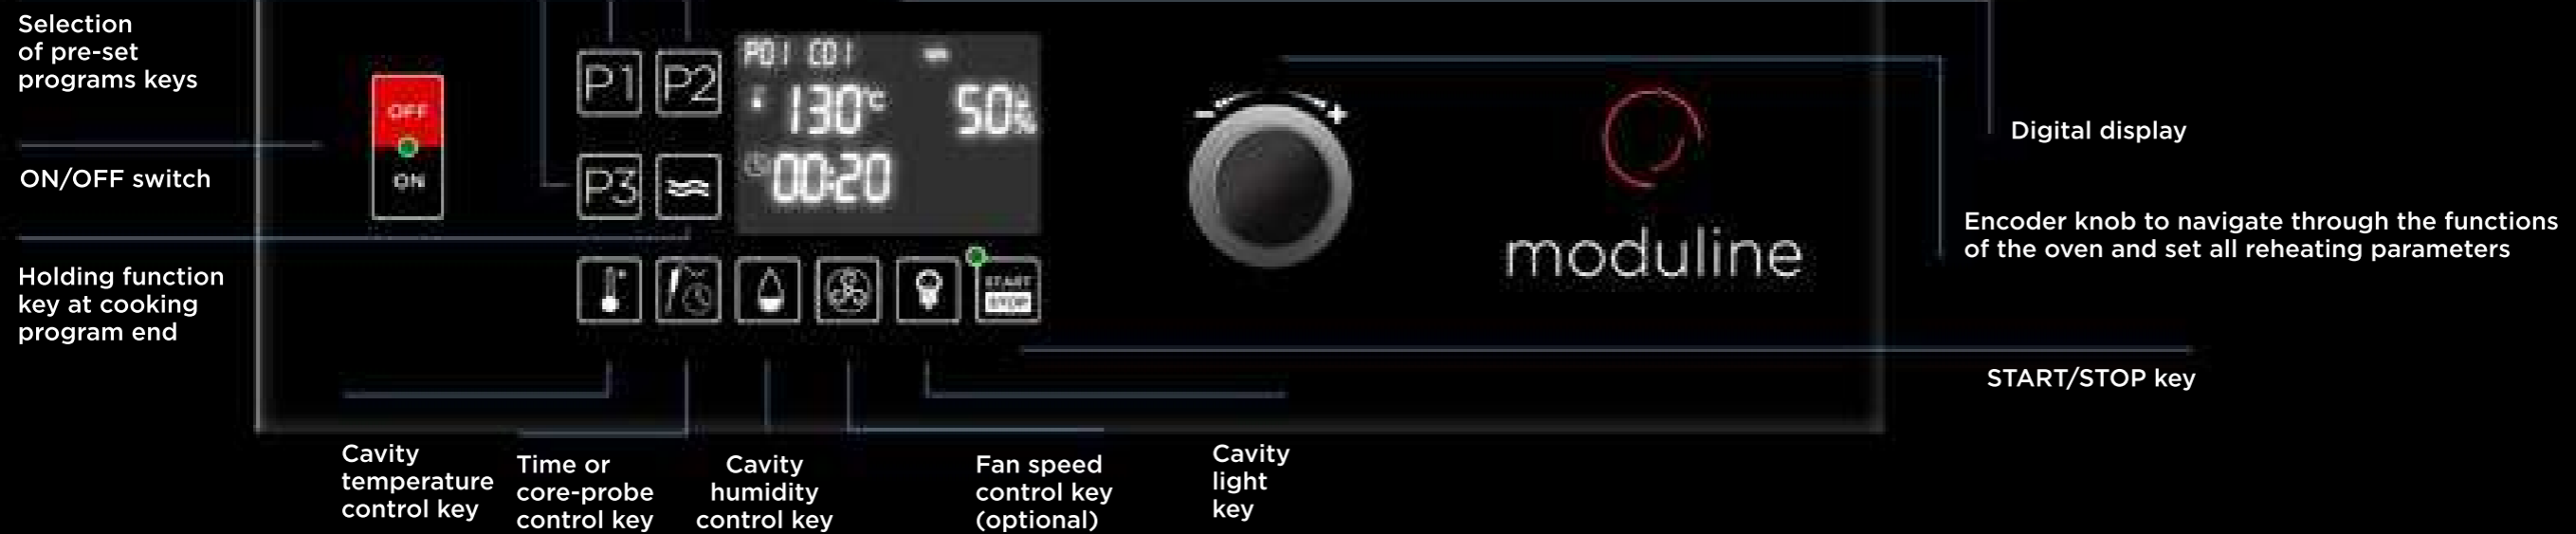 Selection
of pre-set
programs keys
ON/OFF switch
Holding function
key at cooking
program end
OFF
ON
P1 P2
P3
P01 C01
130°C 50%
00:20
START
STOP
moduline
Digital display
Encoder knob to navigate through the functions
of the oven and set all reheating parameters
START/STOP key
Cavity
temperature
control key
Time or
core-probe
control key
Cavity
humidity
control key
Fan speed
control key
(optional)
Cavity
light
key